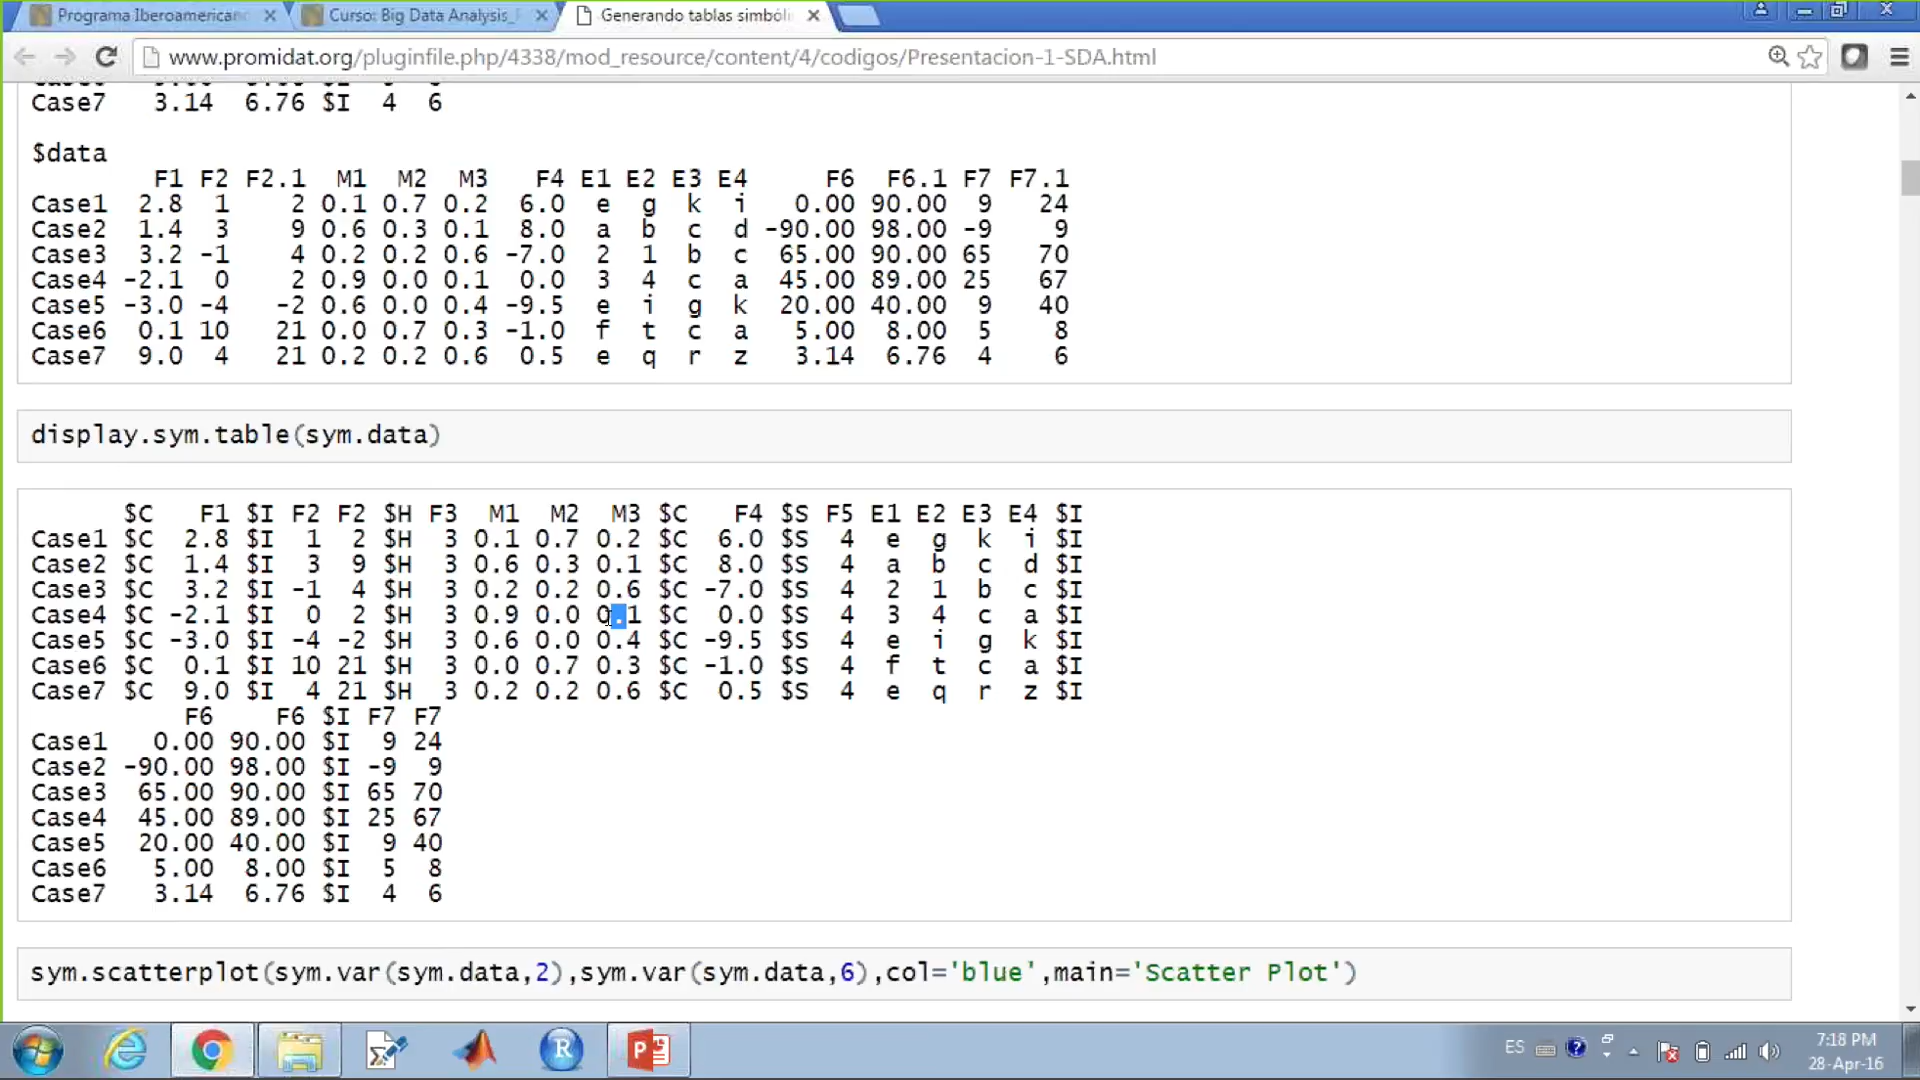 Programa Iberoamericano
Curso: Big Data Analysis_
Generando tablas simból
www.promidat.org/pluginfile.php/4338/mod_resource/content/4/codigos/Presentacion-1-SDA.html
Case7 3.14 6.76 $I 4 6
$data
F1 F2 F2.1 M1 M2 M3 F4 E1 E2 E3 E4 F6 F6.1 F7 F7.1
Case1 2.8 1 2 0.1 0.7 0.2 6.0 e g k i 0.00 90.00 9 24
Case2 1.4 3 9 0.6 0.3 0.1 8.0 a b c d -90.00 98.00 -9 9
Case3 3.2 -1 4 0.2 0.2 0.6 -7.0 2 1 b c 65.00 90.00 65 70
Case4 -2.1 0 2 0.9 0.0 0.1 0.0 3 4 c a 45.00 89.00 25 67
Case5 -3.0 -4 -2 0.6 0.0 0.4 -9.5 e i g k 20.00 40.00 9 40
Case6 0.1 10 21 0.0 0.7 0.3 -1.0 f t c a 5.00 8.00 5 8
Case7 9.0 4 21 0.2 0.2 0.6 0.5 e q r z 3.14 6.76 4 6
display.sym.table(sym.data)
$C F1 $I F2 F2 $H F3 M1 M2 M3 $C F4 $S F5 E1 E2 E3 E4 $I
Case1 $C 2.8 $I 1 2 $H 3 0.1 0.7 0.2 $C 6.0 $S 4 e g k i $I
Case2 $C 1.4 $I 3 9 $H 3 0.6 0.3 0.1 $C 8.0 $S 4 a b c d $I
Case3 $C 3.2 $I -1 4 $H 3 0.2 0.2 0.6 $C -7.0 $S 4 2 1 b c $I
Case4 $C -2.1 $I 0 2 $H 3 0.9 0.0 0.1 $C 0.0 $S 4 3 4 c a $I
Case5 $C -3.0 $I -4 -2 $H 3 0.6 0.0 0.4 $C -9.5 $S 4 e i g k $I
Case6 $C 0.1 $I 10 21 $H 3 0.0 0.7 0.3 $C -1.0 $S 4 f t c a $I
Case7 $C 9.0 $I 4 21 $H 3 0.2 0.2 0.6 $C 0.5 $S 4 e q r z $I
F6 F6 $I F7 F7
Case1 0.00 90.00 $I 9 24
Case2 -90.00 98.00 $I -9 9
Case3 65.00 90.00 $I 65 70
Case4 45.00 89.00 $I 25 67
Case5 20.00 40.00 $I 9 40
Case6 5.00 8.00 $I 5 8
Case7 3.14 6.76 $I 4 6
sym.scatterplot(sym.var(sym.data,2),sym.var(sym.data,6),col='blue',main='Scatter Plot')
ES
7:18 PM
28-Apr-16